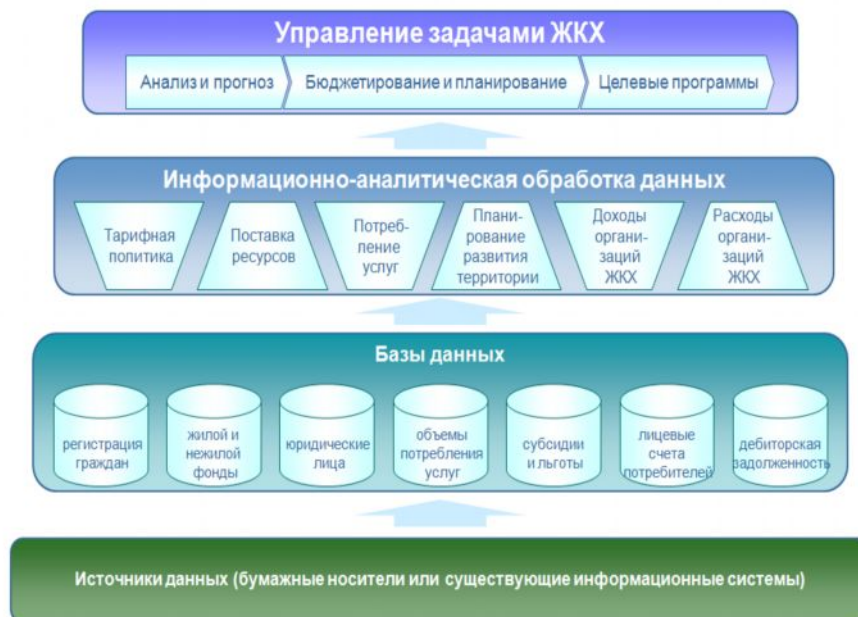 Управление задачами ЖКХ
Анализ и прогноз
Бюджетирование и планирование
Целевые программы
Информационно-аналитическая обработка данных
Тарифная
политика
Поставка
ресурсов
Потреб-
ление
услуг
Плани-
рование
развития
территории
Доходы
органи-
заций
ЖКХ
Расходы
органи-
заций
ЖКХ
Базы данных
регистрация
граждан
жилой и
нежилой
фонды
юридические
лица
объемы
потребления
услуг
субсидии
и льготы
лицевые
счета
потребителей
дебиторская
задолженность
Источники данных (бумажные носители или существующие информационные системы)